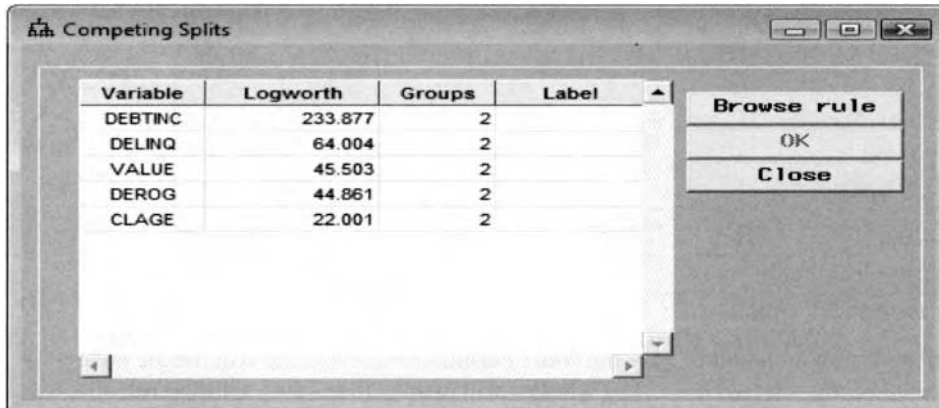 Competing Splits
Variable Logworth Groups Label
DEBTINC 233.877 2
DELINQ 64.004 2
VALUE 45.503 2
DEROG 44.861 2
CLAGE 22.001 2
Browse rule
OK
Close